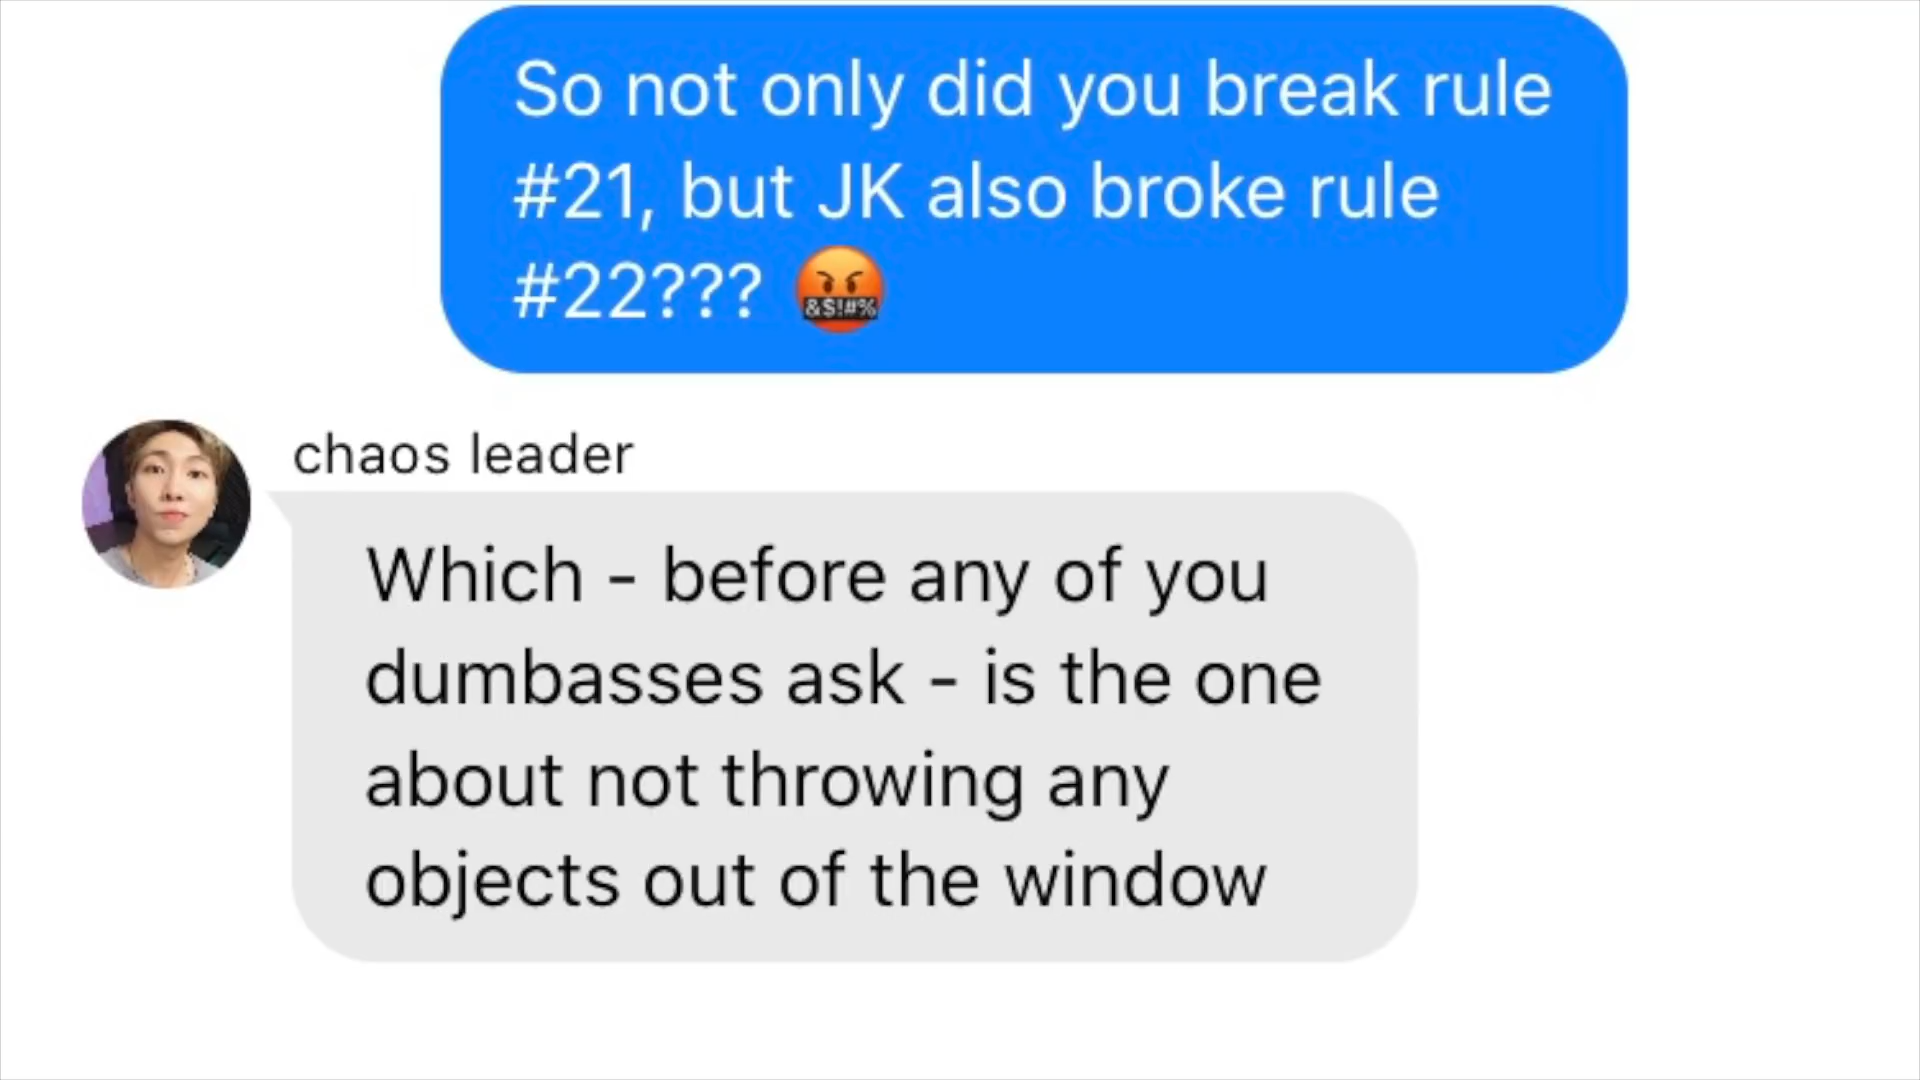 So not only did you break rule
#21, but JK also broke rule
#22??? 🤬
chaos leader
Which - before any of you
dumbasses ask - is the one
about not throwing any
objects out of the window